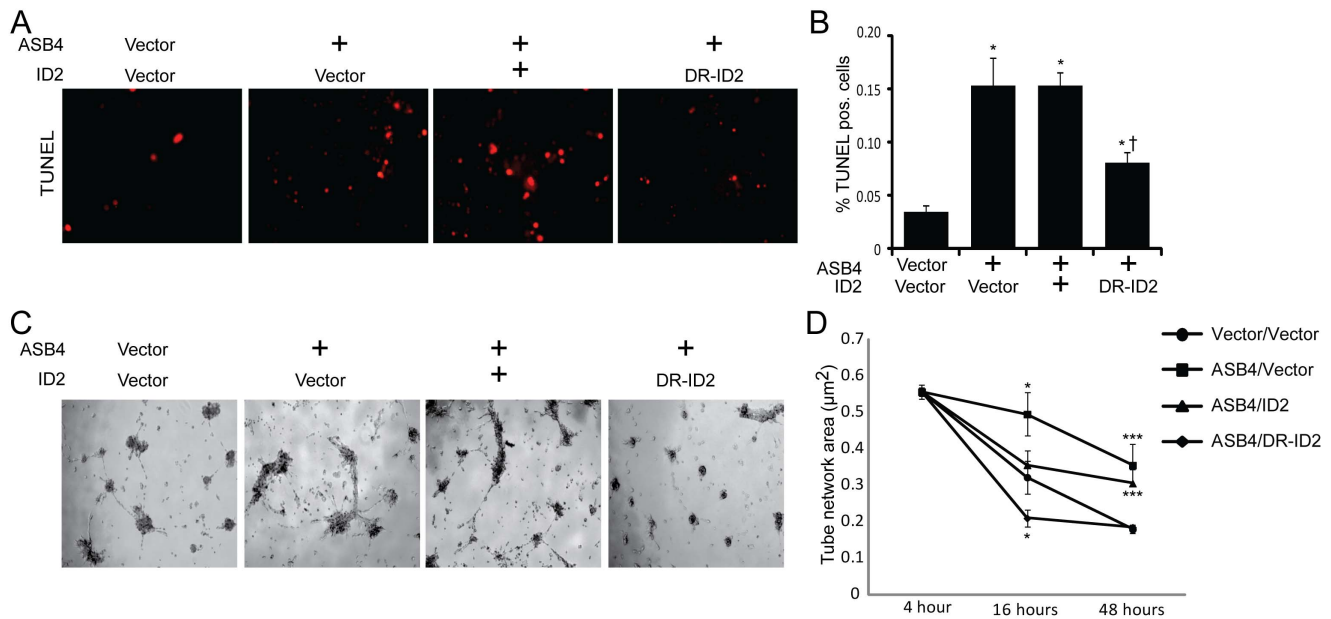 A
ASB4 Vector + + +
ID2 Vector Vector + DR-ID2
TUNEL
B
% TUNEL pos. cells
0.20
0.15
0.10
0.05
0
* * *†
ASB4 Vector + + +
ID2 Vector Vector + DR-ID2
C
ASB4 Vector + + +
ID2 Vector Vector + DR-ID2
D
Tube network area (µm²)
0.7
0.6
0.5
0.4
0.3
0.2
0.1
0
*
***
***
*
4 hour 16 hours 48 hours
Vector/Vector
ASB4/Vector
ASB4/ID2
ASB4/DR-ID2